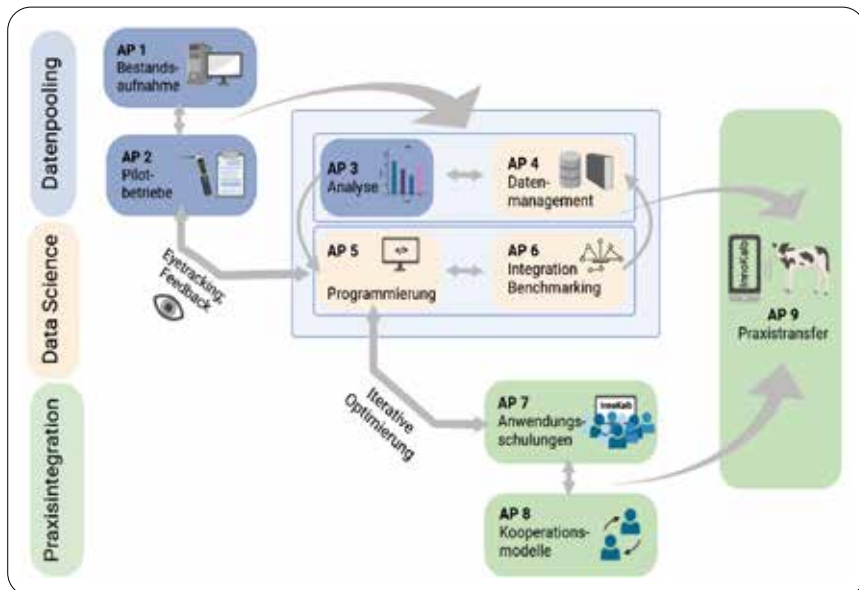 Datenpooling
Data Science
Praxisintegration
AP 1
Bestands-
aufnahme
AP 2
Pilot-
betriebe
Eyetracking;
Feedback
AP 3
Analyse
AP 4
Daten-
management
AP 5
</>
Programmierung
AP 6
Integration
Benchmarking
Iterative
Optimierung
AP 7
Anwendungs-
schulungen
InnoKalb
AP 8
Kooperations-
modelle
InnoKalb
AP 9
Praxistransfer